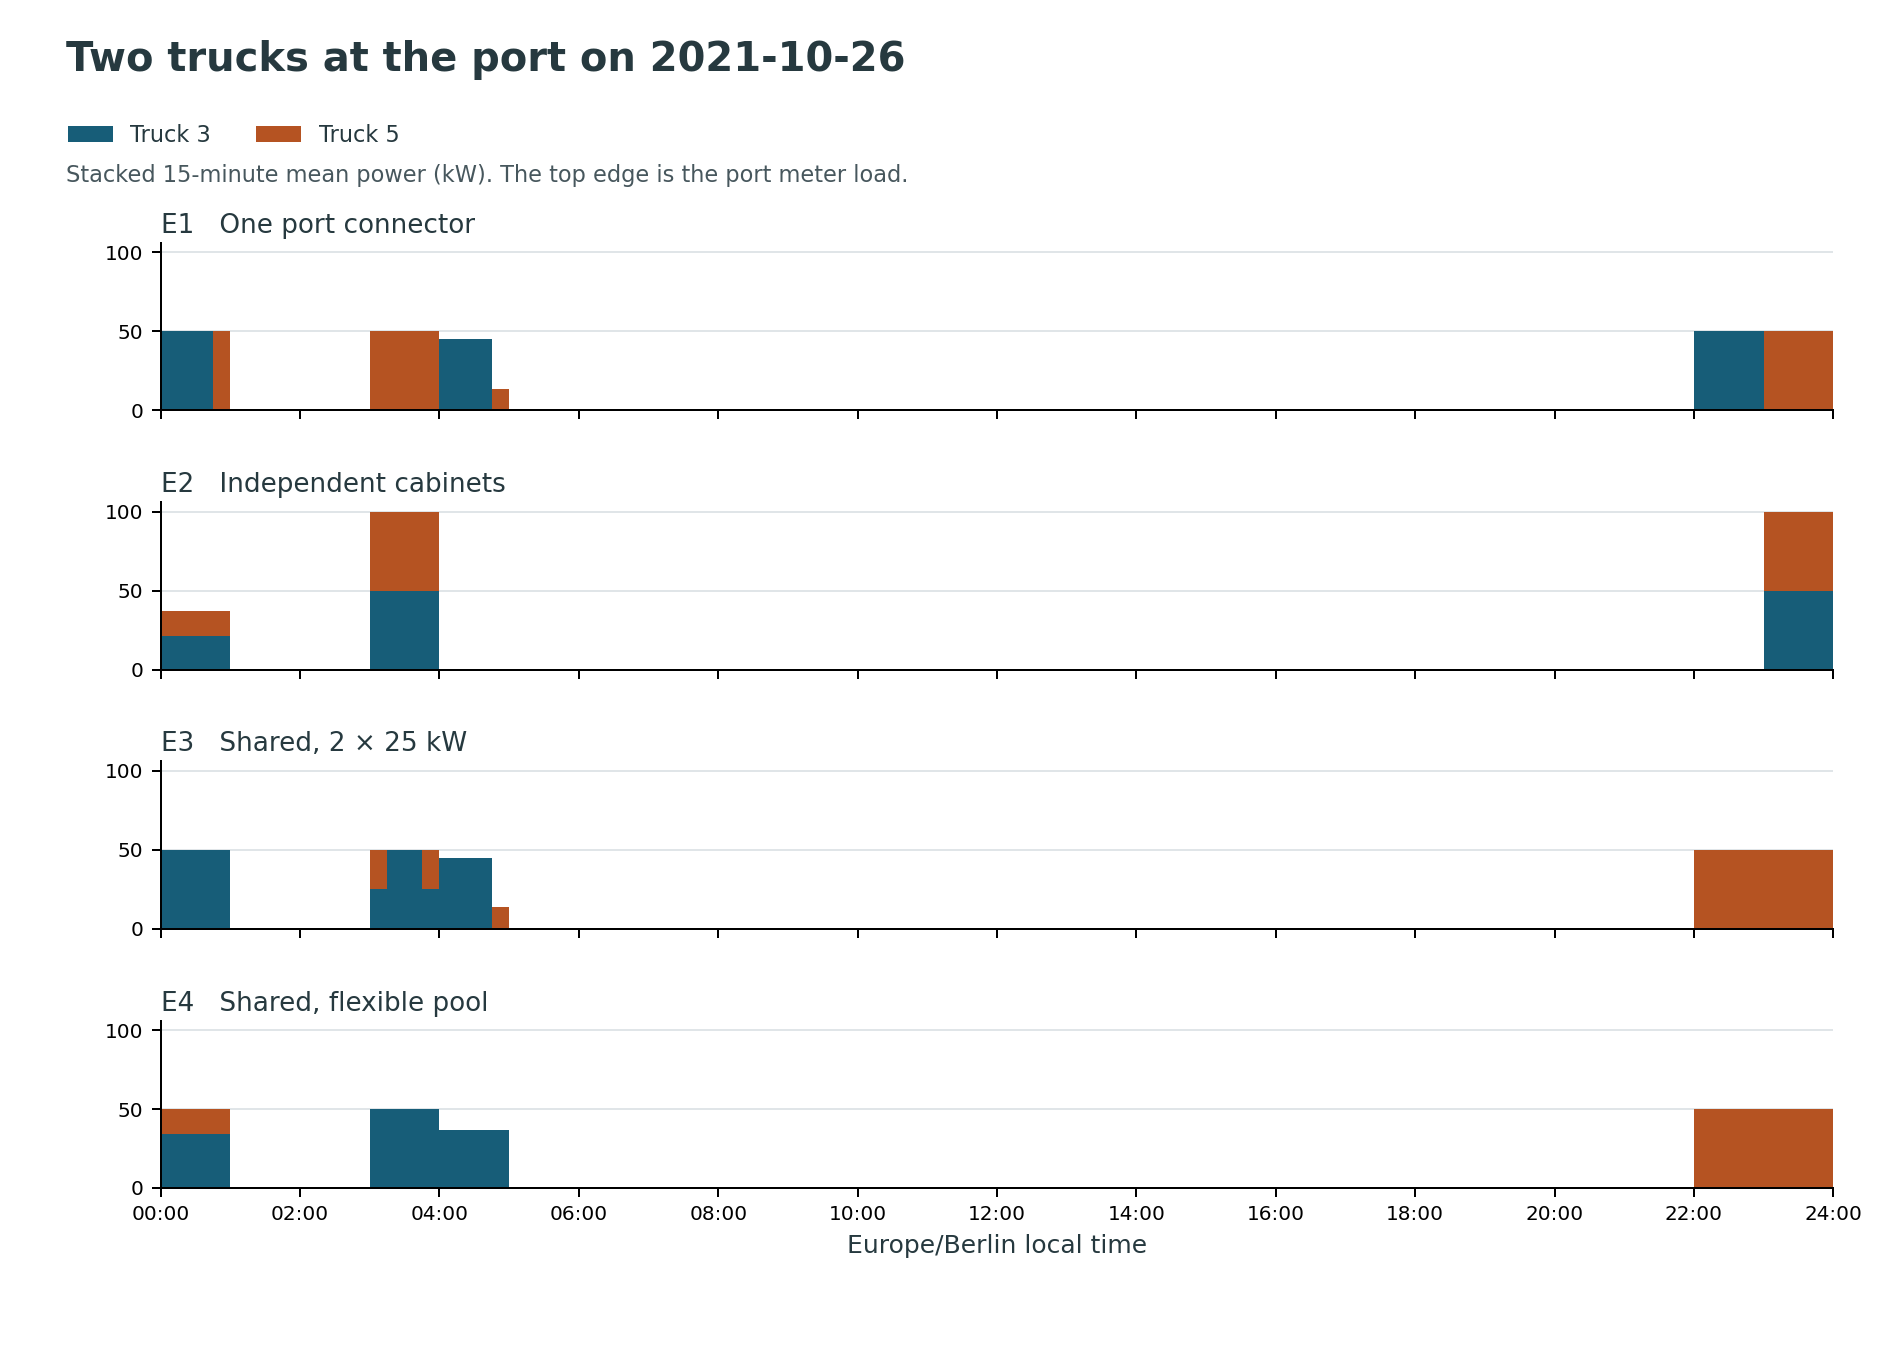 Two trucks at the port on 2021-10-26
Truck 3 Truck 5
Stacked 15-minute mean power (kW). The top edge is the port meter load.
E1 One port connector
100
50
0
E2 Independent cabinets
100
50
0
E3 Shared, 2 × 25 kW
100
50
0
E4 Shared, flexible pool
100
50
0
00:00 02:00 04:00 06:00 08:00 10:00 12:00 14:00 16:00 18:00 20:00 22:00 24:00
Europe/Berlin local time